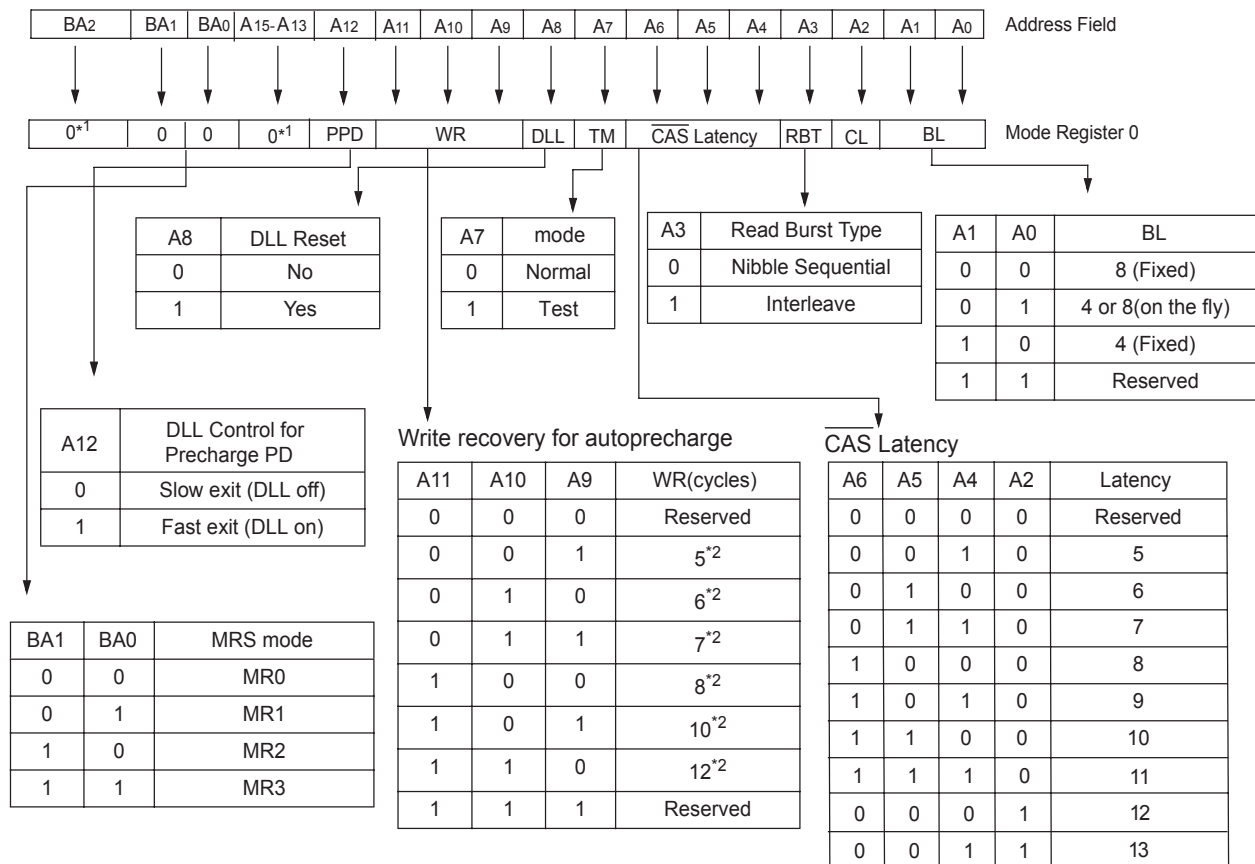 BA2 BA1 BA0 A15-A13 A12 A11 A10 A9 A8 A7 A6 A5 A4 A3 A2 A1 A0 Address Field
0*1 0 0 0*1 PPD WR DLL TM CAS Latency RBT CL BL Mode Register 0
A8 DLL Reset
0 No
1 Yes
A7 mode
0 Normal
1 Test
A3 Read Burst Type
0 Nibble Sequential
1 Interleave
A1 A0 BL
0 0 8 (Fixed)
0 1 4 or 8(on the fly)
1 0 4 (Fixed)
1 1 Reserved
A12 DLL Control for
Precharge PD
0 Slow exit (DLL off)
1 Fast exit (DLL on)
BA1 BA0 MRS mode
0 0 MR0
0 1 MR1
1 0 MR2
1 1 MR3
Write recovery for autoprecharge
A11 A10 A9 WR(cycles)
0 0 0 Reserved
0 0 1 5*2
0 1 0 6*2
0 1 1 7*2
1 0 0 8*2
1 0 1 10*2
1 1 0 12*2
1 1 1 Reserved
CAS Latency
A6 A5 A4 A2 Latency
0 0 0 0 Reserved
0 0 1 0 5
0 1 0 0 6
0 1 1 0 7
1 0 0 0 8
1 0 1 0 9
1 1 0 0 10
1 1 1 0 11
0 0 0 1 12
0 0 1 1 13